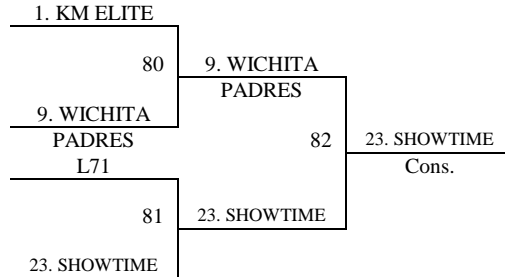 1. KM ELITE
80
9. WICHITA
PADRES
9. WICHITA
PADRES
82
23. SHOWTIME
Cons.
L71
81
23. SHOWTIME
23. SHOWTIME